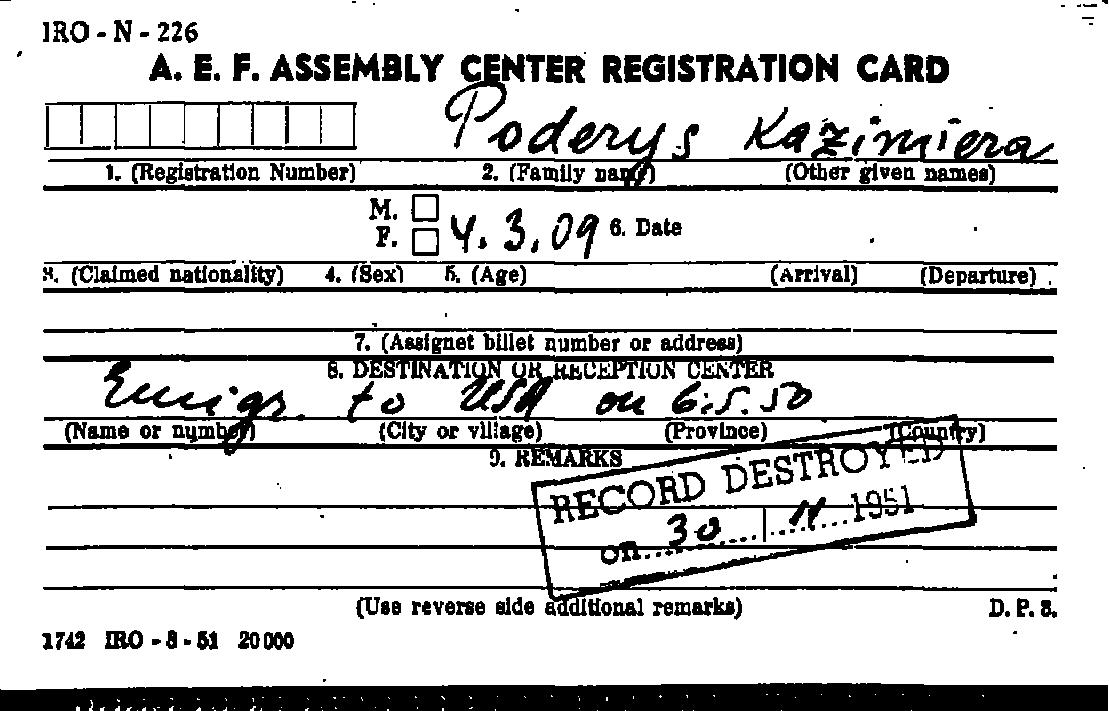 IRO - N - 226
A. E. F. ASSEMBLY CENTER REGISTRATION CARD
Poderys Kazimiera
1. (Registration Number) 2. (Family name) (Other given names)
M.
F. 4. 3. 09 6. Date
3. (Claimed nationality) 4. (Sex) 5. (Age) (Arrival) (Departure)
7. (Assignet billet number or address)
8. DESTINATION OR RECEPTION CENTER
Emigr. to USA on 6.5.50
(Name or number) (City or village) (Province) (Country)
9. REMARKS
RECORD DESTROYED
on 30 11 1951
(Use reverse side additional remarks) D. P. 3.
1742 IRO - 8 - 51 20000